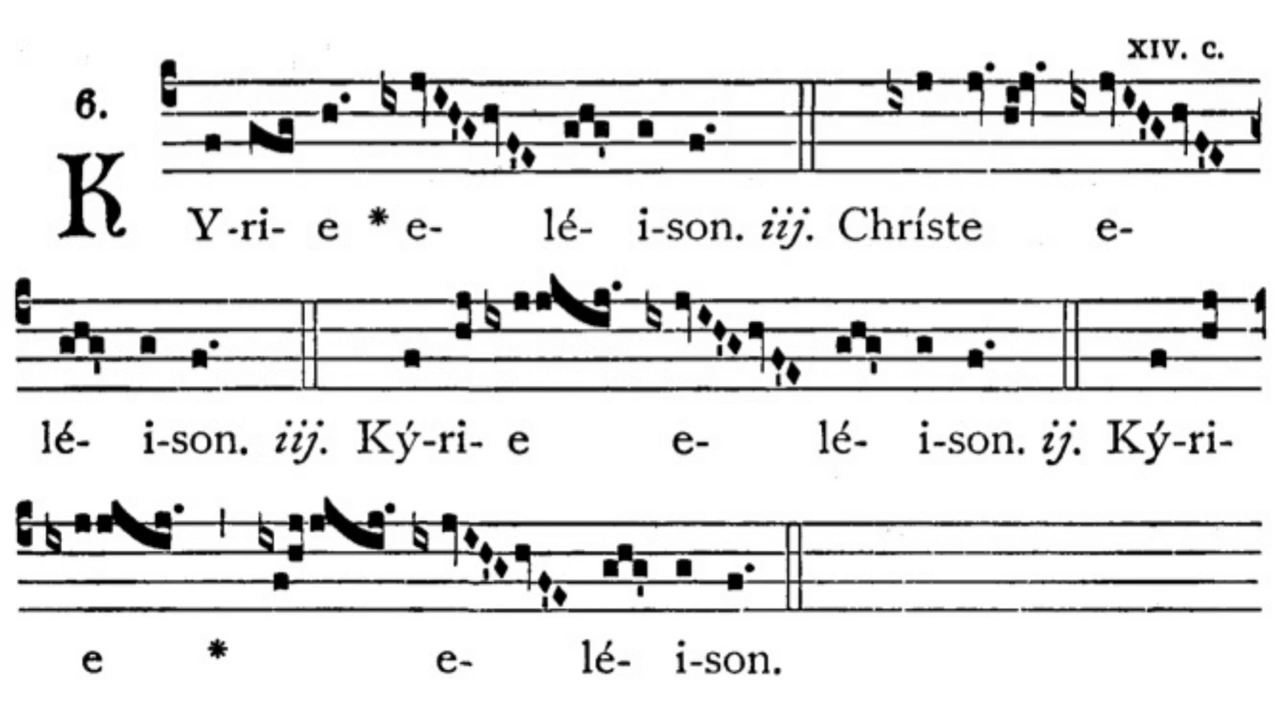 XIV. C.
6.
KY-ri- e * e- lé- i-son. iij. Chríste e-
lé- i-son. iij. Ký-ri- e e- lé- i-son. ij. Ký-ri-
e * e- lé- i-son.